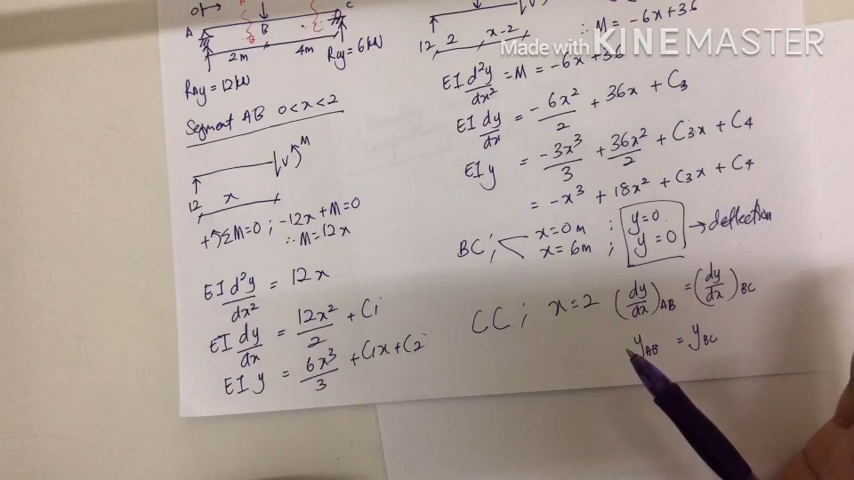 A B C
2m 4m
RAy = 12kN
RCy = 6kN
Segment AB 0<x<2
V M
x
12
+↶ΣM=0 ; -12x + M=0
∴ M=12x
EI d²y/dx² = 12x
EI dy/dx = 12x²/2 + C1
EI y = 6x³/3 + C1x + C2
12 2 x-2
∴ M = -6x+36
Made with KINEMASTER
EI d²y/dx² = M = -6x+36
EI dy/dx = -6x²/2 + 36x + C3
EI y = -3x³/3 + 36x²/2 + C3x + C4
= -x³ + 18x² + C3x + C4
BC; x=0m ; y=0
x=6m ; y=0 → deflection
CC; x=2 (dy/dx)AB = (dy/dx)BC
yAB = yBC